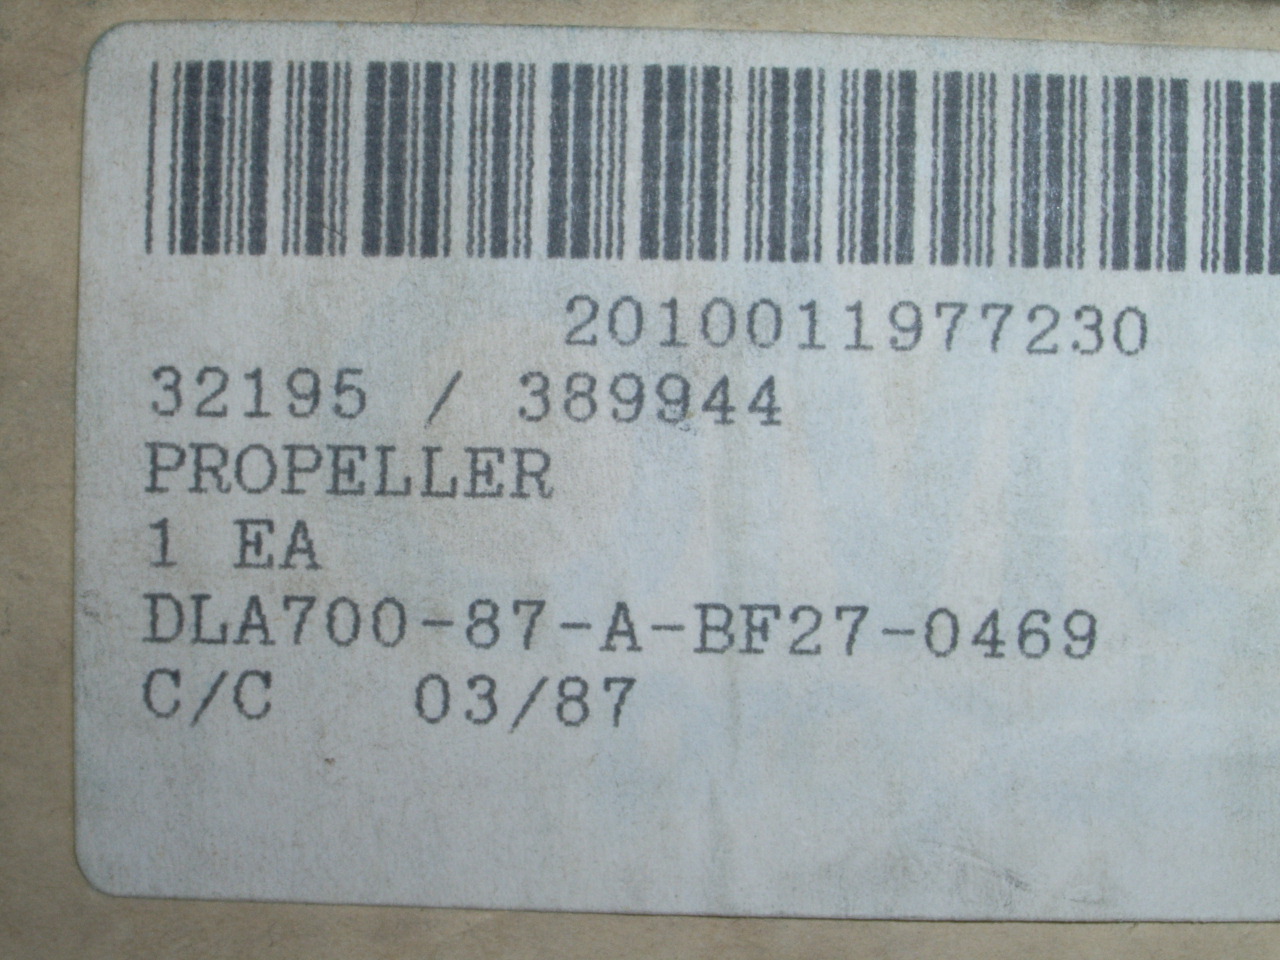 2010011977230
32195 / 389944
PROPELLER
1 EA
DLA700-87-A-BF27-0469
C/C 03/87